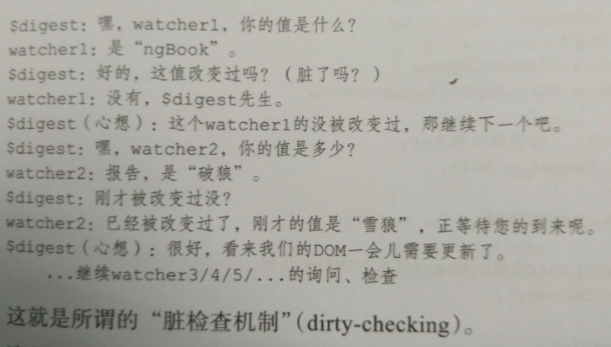 $digest: 嘿，watcher1，你的值是什么？
watcher1: 是“ngBook”。
$digest: 好的，这值改变过吗？（脏了吗？）
watcher1: 没有，$digest先生。
$digest（心想）: 这个watcher1的没被改变过，那继续下一个吧。
$digest: 嘿，watcher2，你的值是多少？
watcher2: 报告，是“破狼”。
$digest: 刚才被改变过没？
watcher2: 已经被改变过了，刚才的值是“雪狼”，正等待您的到来呢。
$digest（心想）: 很好，看来我们的DOM一会儿需要更新了。
...继续watcher3/4/5/...的询问、检查
这就是所谓的“脏检查机制”(dirty-checking)。